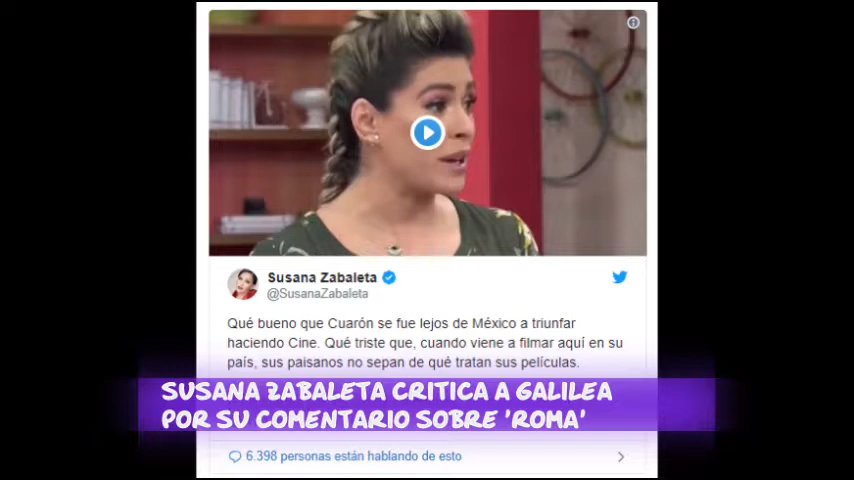 Susana Zabaleta
@SusanaZabaleta
Qué bueno que Cuarón se fue lejos de México a triunfar
haciendo Cine. Qué triste que, cuando viene a filmar aquí en su
país, sus paisanos no sepan de qué tratan sus películas.
SUSANA ZABALETA CRITICA A GALILEA
POR SU COMENTARIO SOBRE 'ROMA'
6.398 personas están hablando de esto